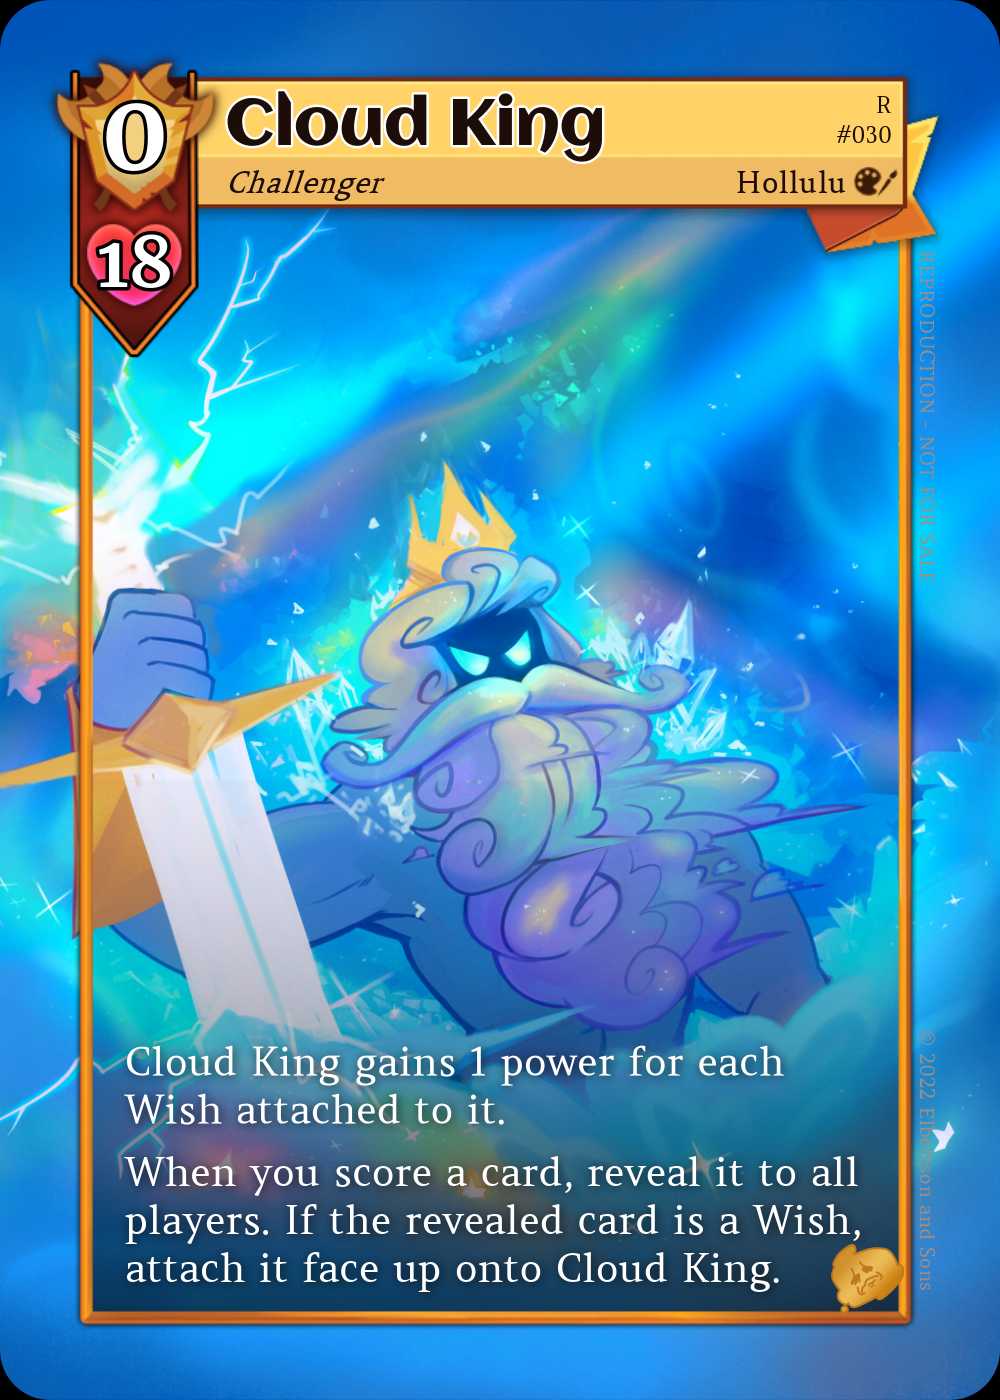 0
Cloud King
R
#030
Challenger
Hollulu
18
REPRODUCTION - NOT FOR SALE
Cloud King gains 1 power for each
Wish attached to it.
When you score a card, reveal it to all
players. If the revealed card is a Wish,
attach it face up onto Cloud King.
© 2022 and Sons